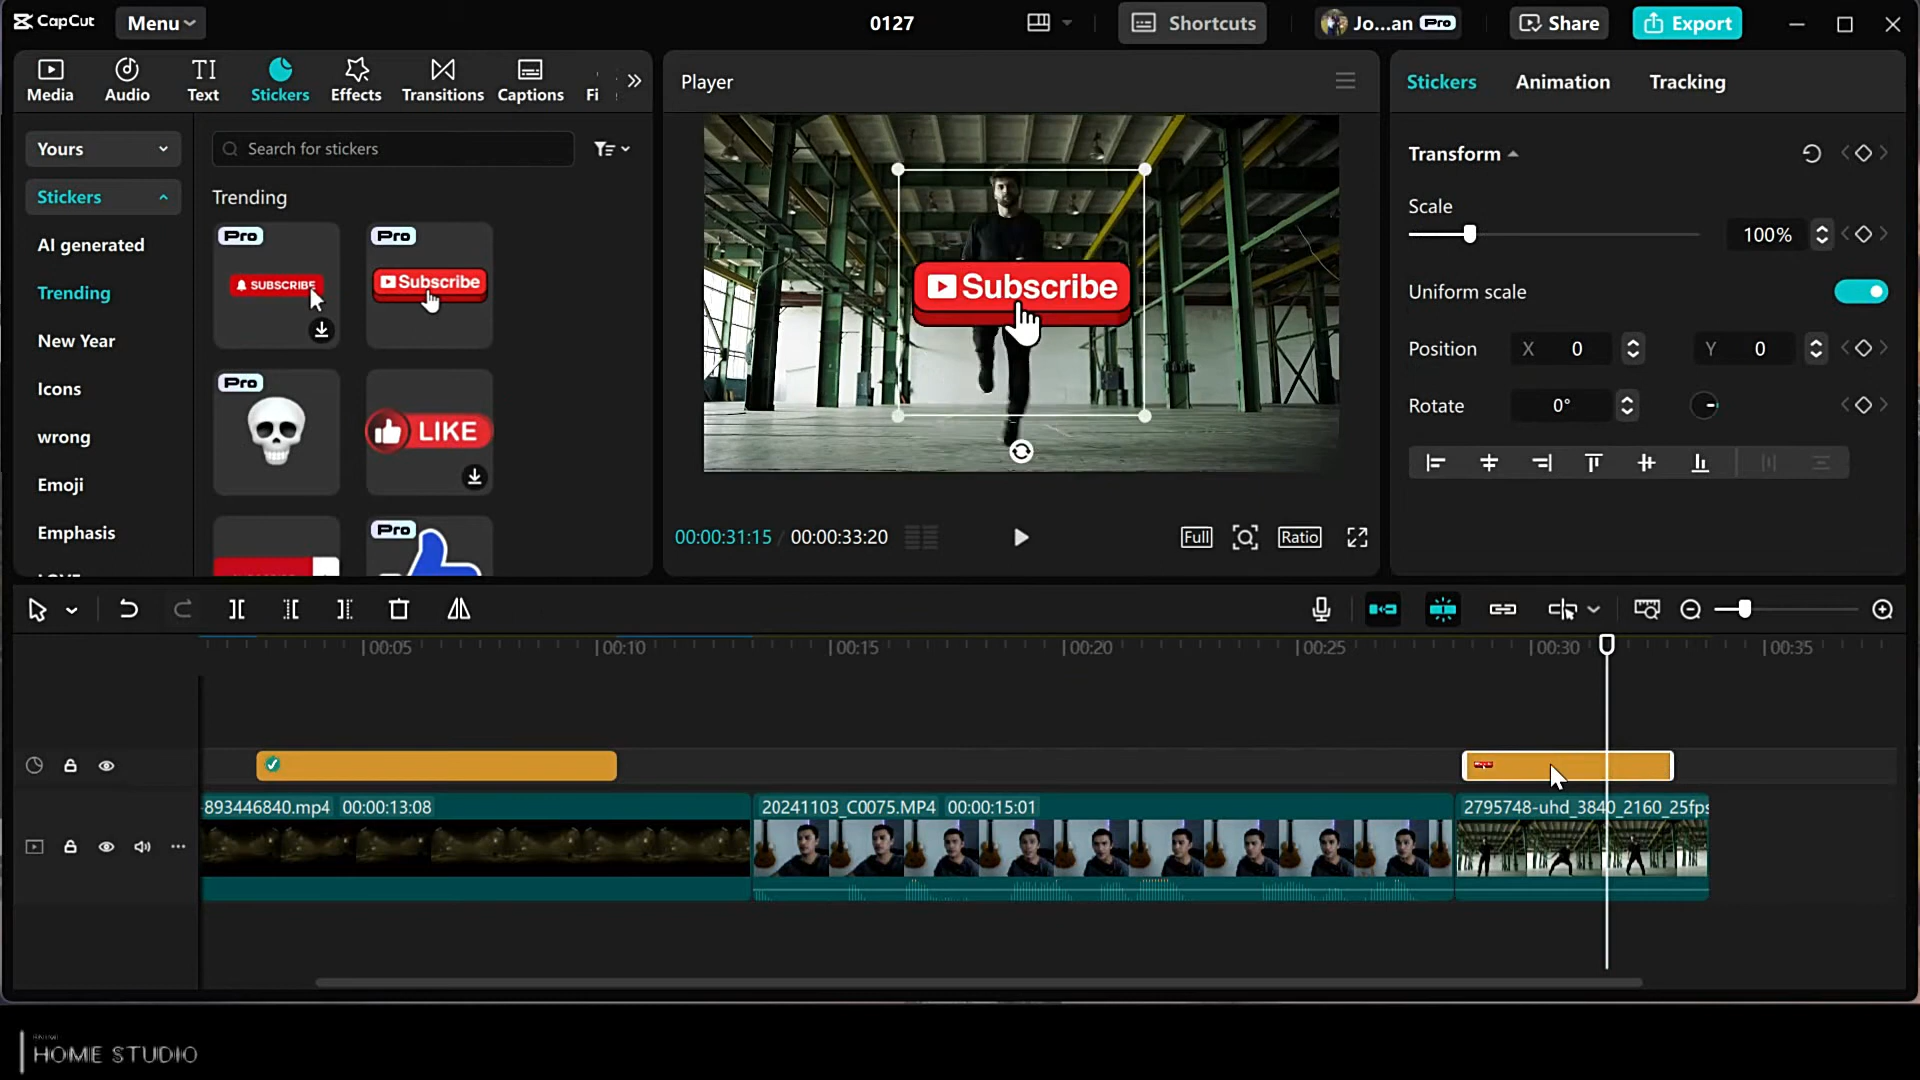 CapCut
Menu
0127
Shortcuts
Jo...an Pro
Share
Export
Media
Audio
TI
Text
Stickers
Effects
Transitions
Captions
Fi
Yours
Stickers
AI generated
Trending
New Year
Icons
wrong
Emoji
Emphasis
Search for stickers
Trending
Pro
SUBSCRIBE
Pro
Subscribe
Pro
LIKE
Pro
Player
Subscribe
00:00:31:15 / 00:00:33:20
Full
Ratio
Stickers
Animation
Tracking
Transform
Scale
100%
Uniform scale
Position
X 0
Y 0
Rotate
0°
00:05
00:10
00:15
00:20
00:25
00:30
00:35
893446840.mp4 00:00:13:08
20241103_C0075.MP4 00:00:15:01
2795748-uhd_3840_2160_25fps
HOME STUDIO